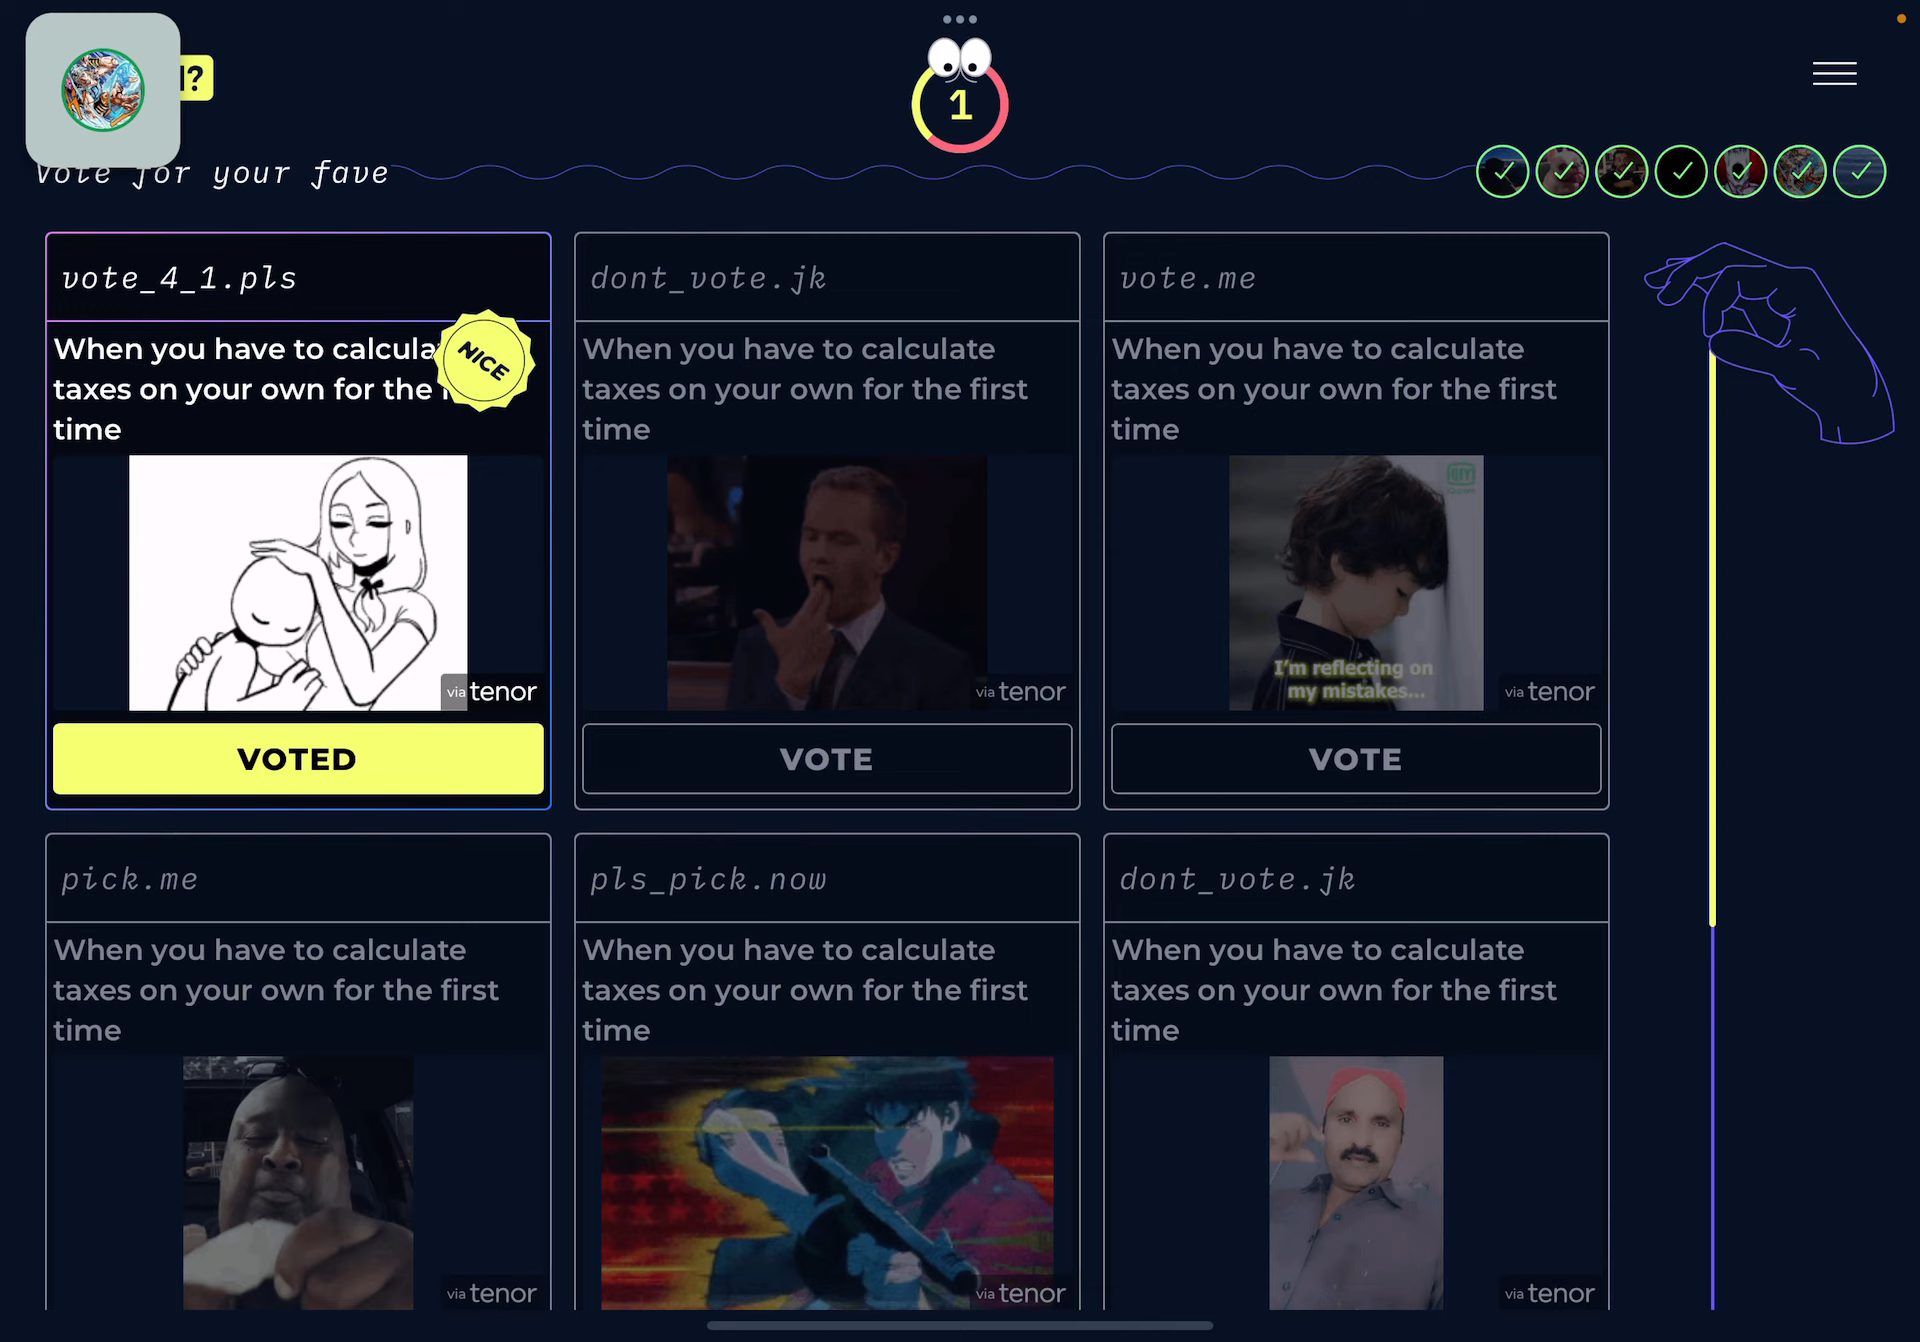 l?
1
Vote for your fave
vote_4_1.pls
When you have to
taxes on your own for the
time
NICE
via tenor
VOTED
dont_vote.jk
When you have to calculate
taxes on your own for the first
time
via tenor
VOTE
vote.me
When you have to calculate
taxes on your own for the first
time
I'm reflecting on
my mistakes...
via tenor
VOTE
pick.me
When you have to calculate
taxes on your own for the first
time
via tenor
pls_pick.now
When you have to calculate
taxes on your own for the first
time
via tenor
dont_vote.jk
When you have to calculate
taxes on your own for the first
time
via tenor